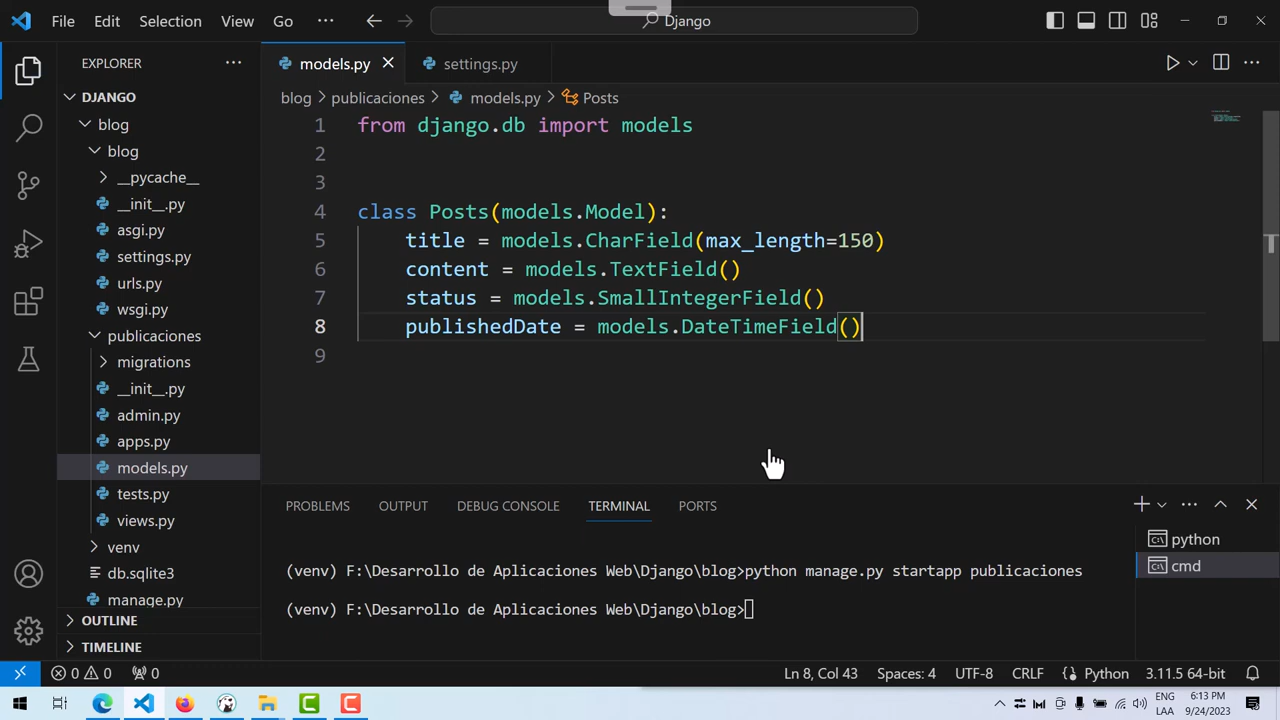 File Edit Selection View Go ··· Django
EXPLORER ···
models.py settings.py
DJANGO
blog > publicaciones > models.py > Posts
blog
blog
__pycache__
__init__.py
asgi.py
settings.py
urls.py
wsgi.py
publicaciones
migrations
__init__.py
admin.py
apps.py
models.py
tests.py
views.py
venv
db.sqlite3
manage.py
OUTLINE
TIMELINE
1 from django.db import models
2
3
4 class Posts(models.Model):
5 title = models.CharField(max_length=150)
6 content = models.TextField()
7 status = models.SmallIntegerField()
8 publishedDate = models.DateTimeField()
9
PROBLEMS OUTPUT DEBUG CONSOLE TERMINAL PORTS
(venv) F:\Desarrollo de Aplicaciones Web\Django\blog>python manage.py startapp publicaciones
(venv) F:\Desarrollo de Aplicaciones Web\Django\blog>
python
cmd
0 0 0 Ln 8, Col 43 Spaces: 4 UTF-8 CRLF Python 3.11.5 64-bit
ENG 6:13 PM
LAA 9/24/2023